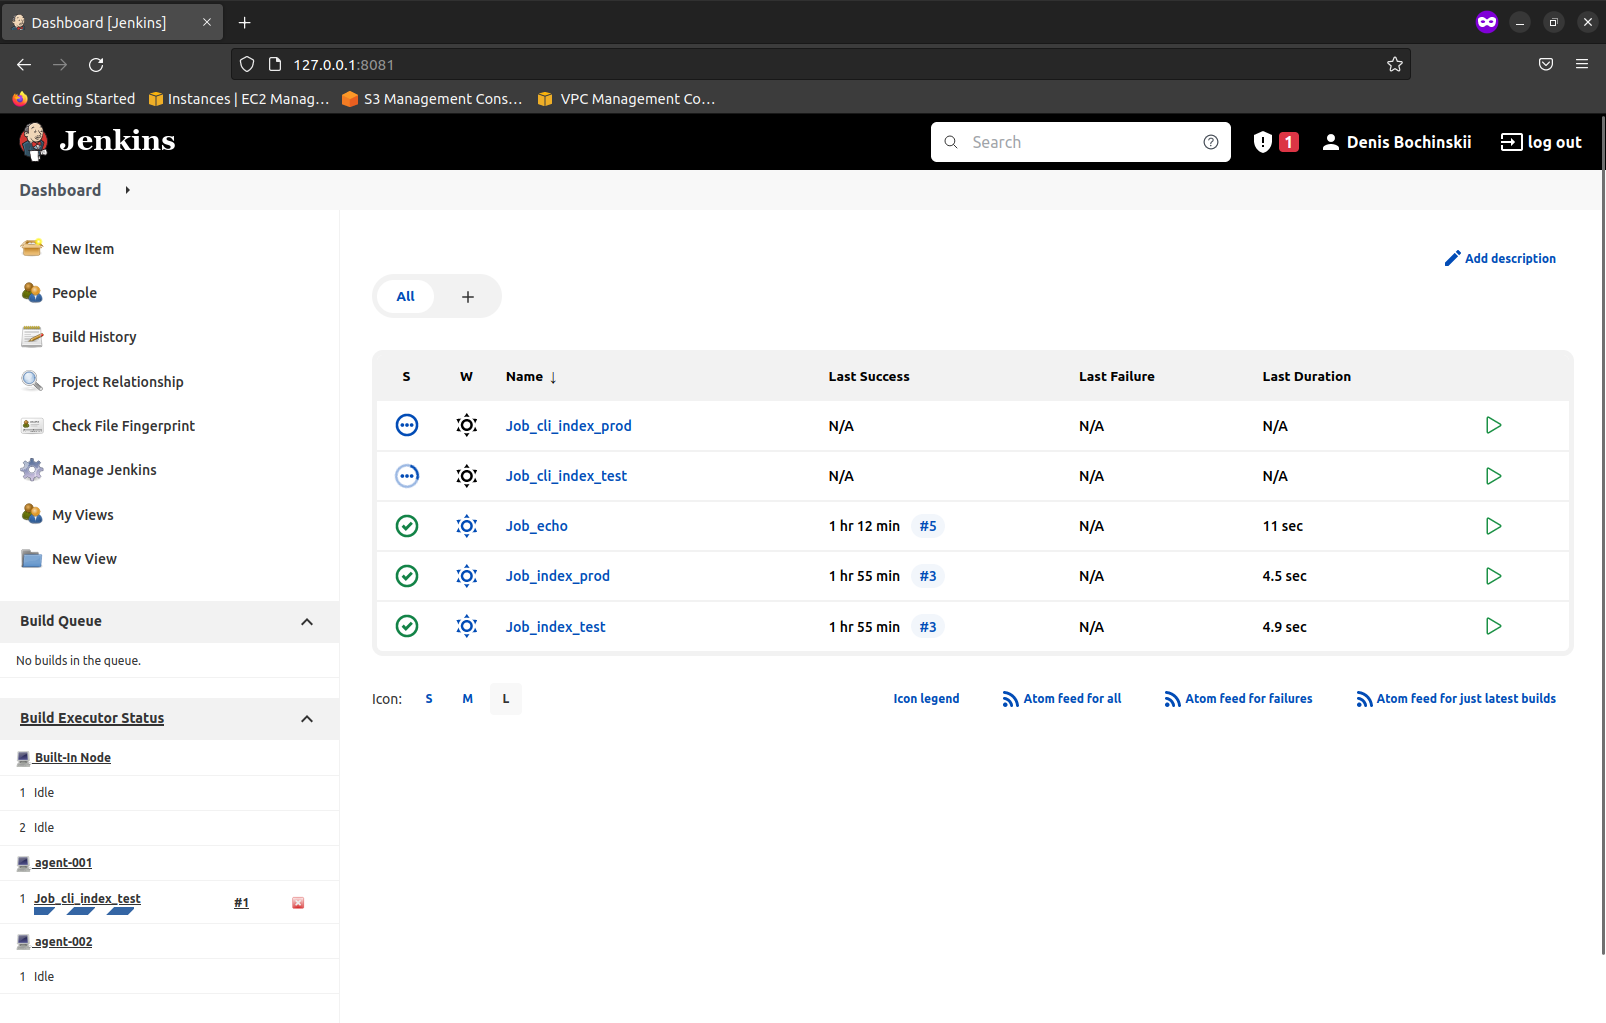 Dashboard [Jenkins]
127.0.0.1:8081
Getting Started Instances | EC2 Manag... S3 Management Cons... VPC Management Co...
Jenkins Search 1 Denis Bochinskii log out
Dashboard
New Item
People
Build History
Project Relationship
Check File Fingerprint
Manage Jenkins
My Views
New View
Build Queue
No builds in the queue.
Build Executor Status
Built-In Node
1 Idle
2 Idle
agent-001
1 Job_cli_index_test #1
agent-002
1 Idle
Add description
All +
S W Name ↓ Last Success Last Failure Last Duration
Job_cli_index_prod N/A N/A N/A
Job_cli_index_test N/A N/A N/A
Job_echo 1 hr 12 min #5 N/A 11 sec
Job_index_prod 1 hr 55 min #3 N/A 4.5 sec
Job_index_test 1 hr 55 min #3 N/A 4.9 sec
Icon: S M L Icon legend Atom feed for all Atom feed for failures Atom feed for just latest builds